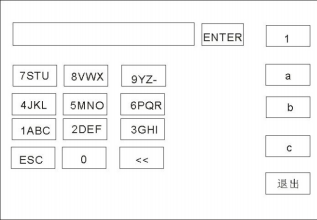 ENTER 1
7STU 8VWX 9YZ- a
4JKL 5MNO 6PQR b
1ABC 2DEF 3GHI
ESC 0 << c
退出